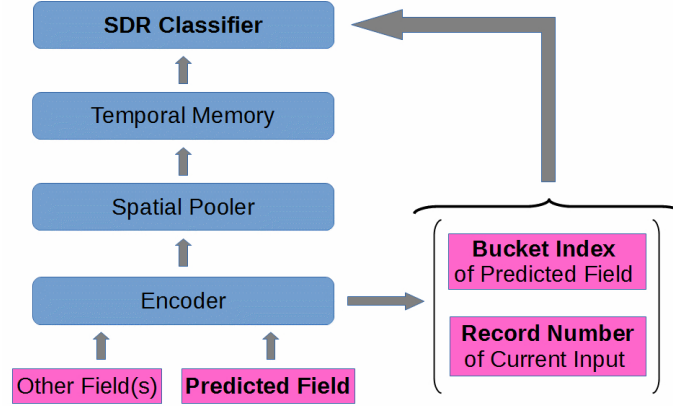 SDR Classifier
Temporal Memory
Spatial Pooler
Encoder
Other Field(s)
Predicted Field
Bucket Index
of Predicted Field
Record Number
of Current Input